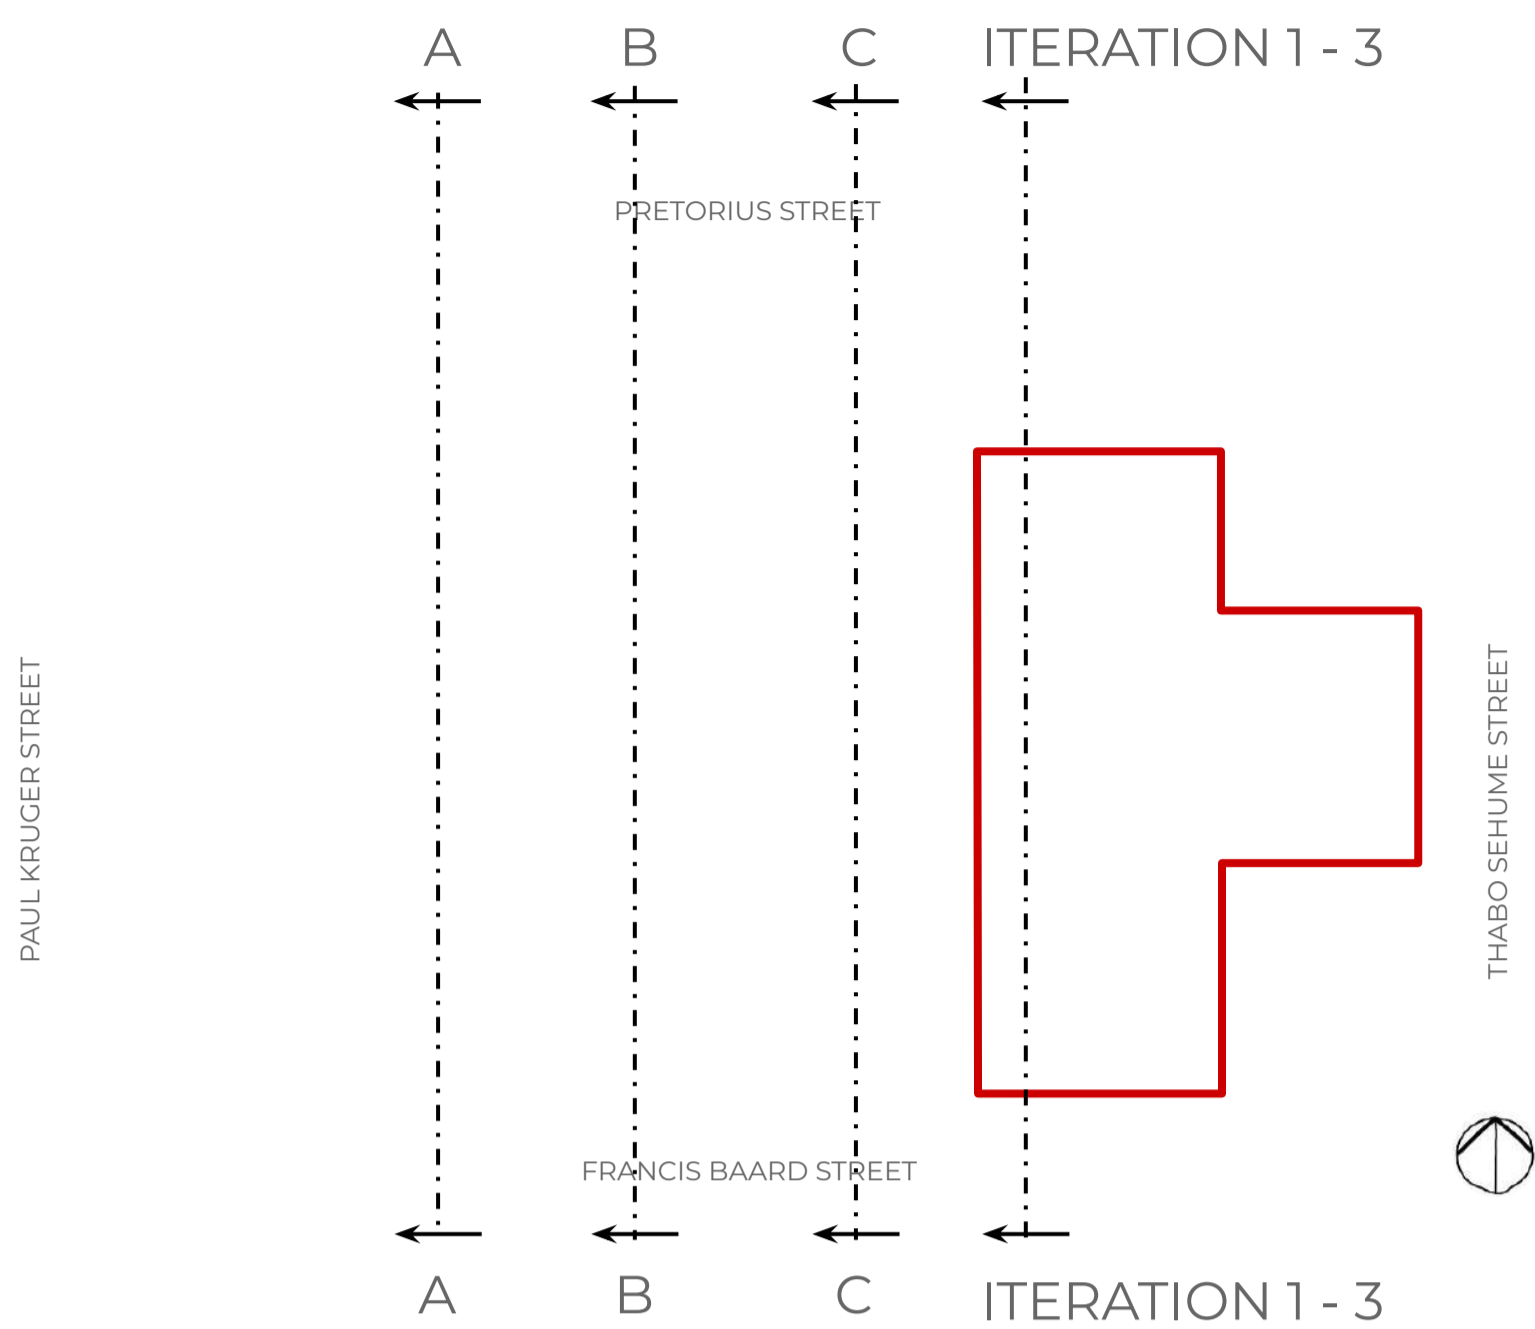 A B C ITERATION 1 - 3
PRETORIUS STREET
PAUL KRUGER STREET
THABO SEHUME STREET
FRANCIS BAARD STREET
A B C ITERATION 1 - 3